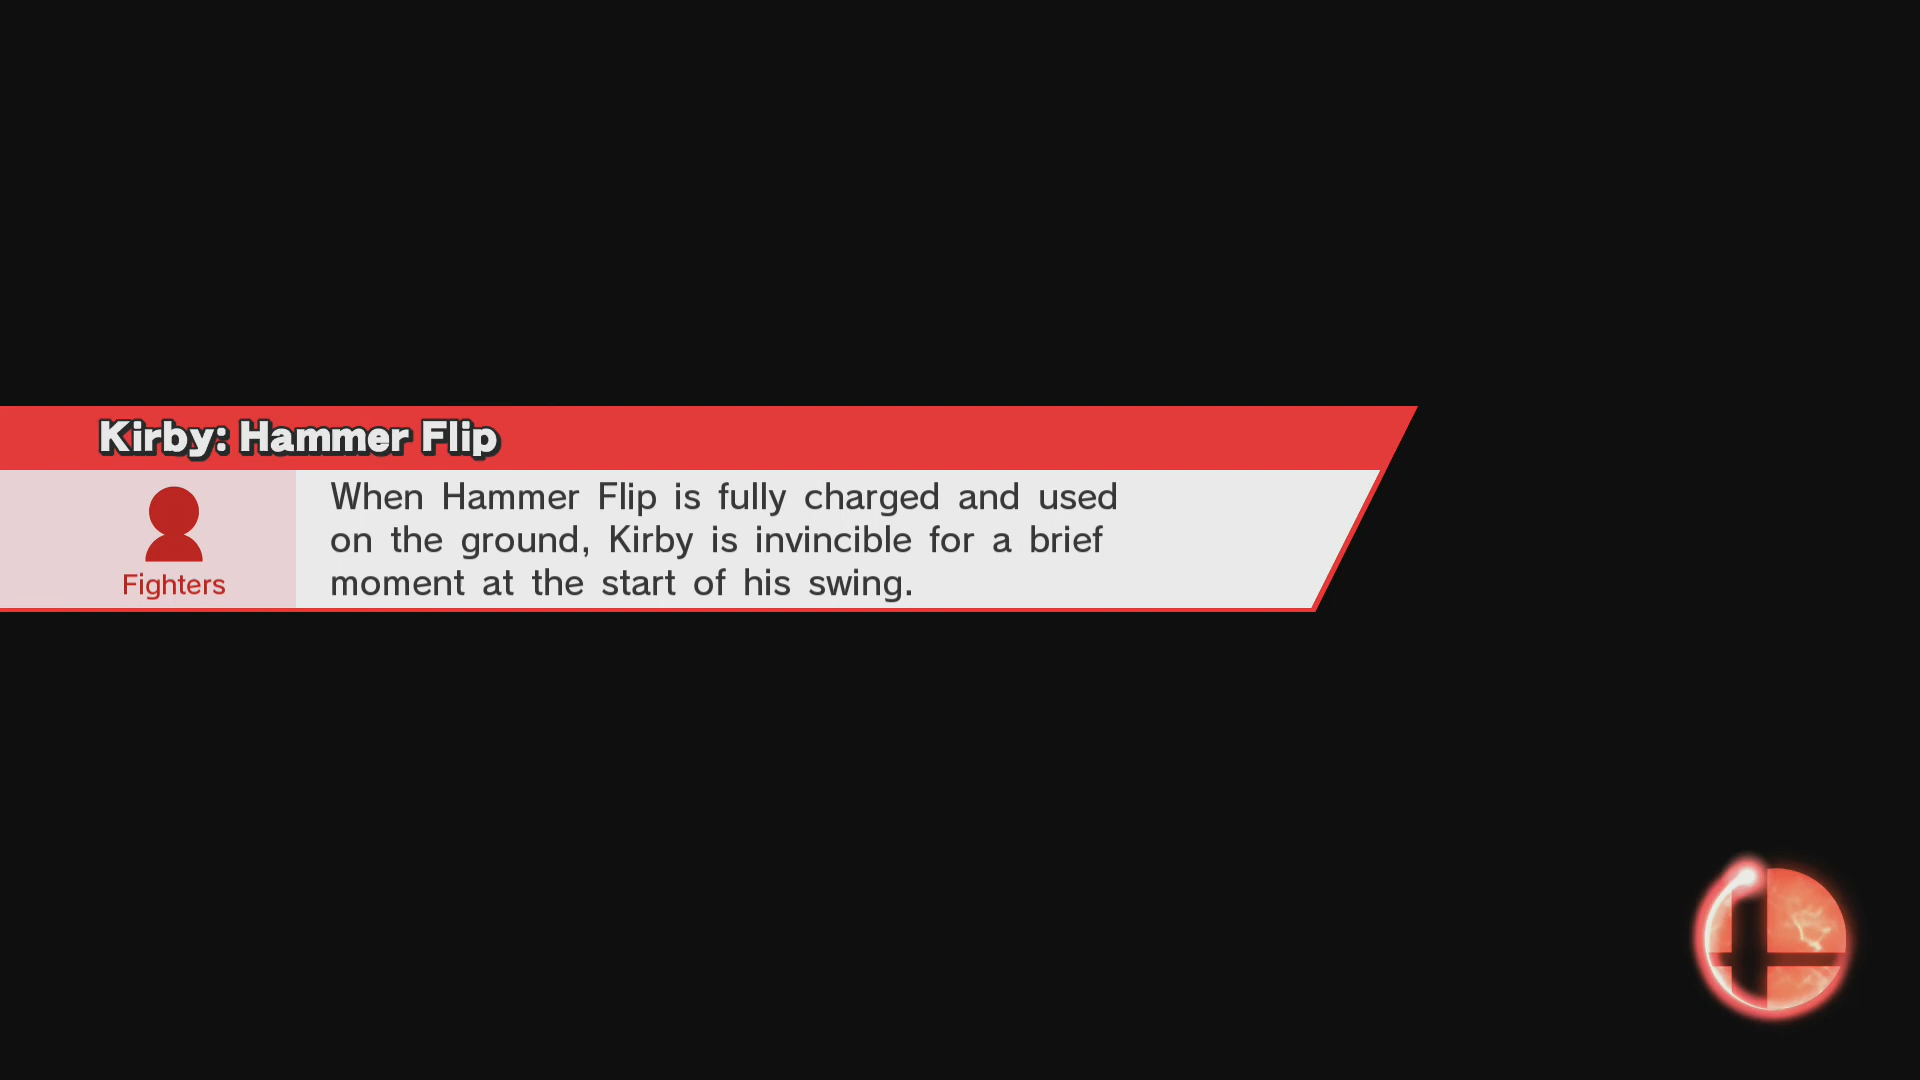 Kirby: Hammer Flip
Fighters
When Hammer Flip is fully charged and used
on the ground, Kirby is invincible for a brief
moment at the start of his swing.